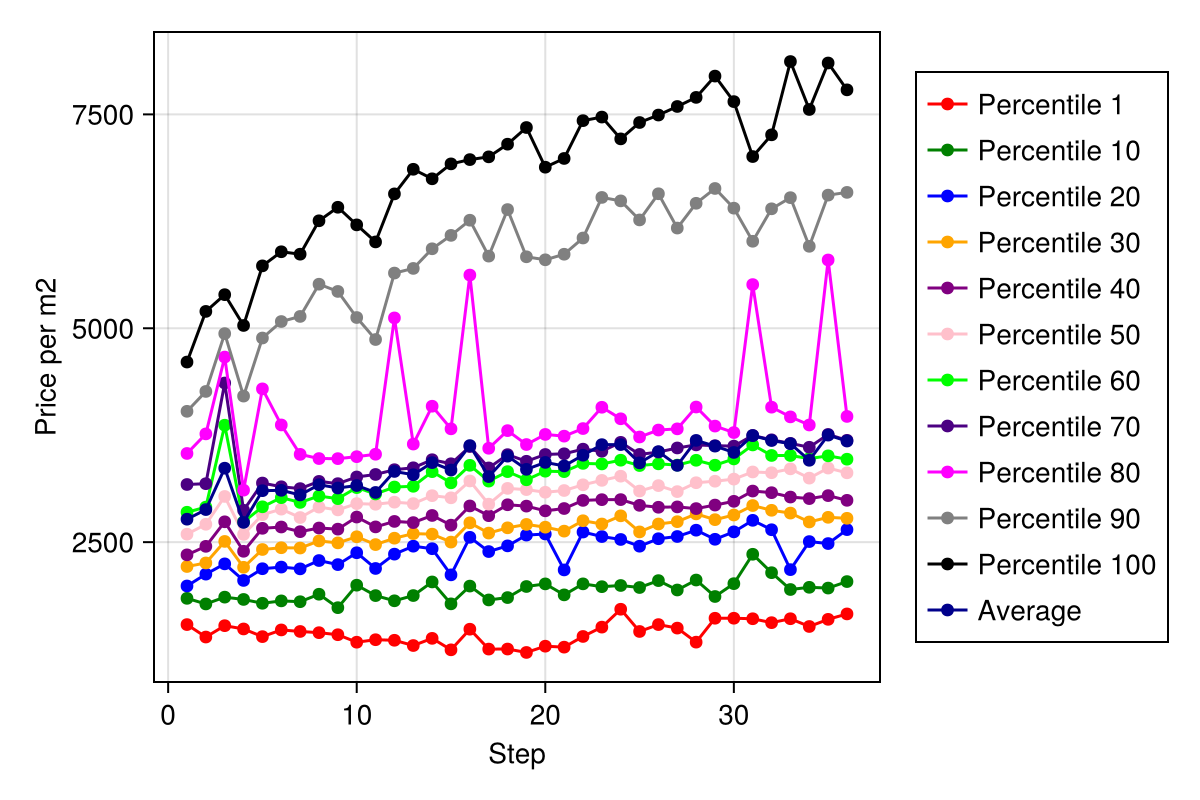 7500
5000
2500
Price per m2
0 10 20 30
Step
Percentile 1
Percentile 10
Percentile 20
Percentile 30
Percentile 40
Percentile 50
Percentile 60
Percentile 70
Percentile 80
Percentile 90
Percentile 100
Average